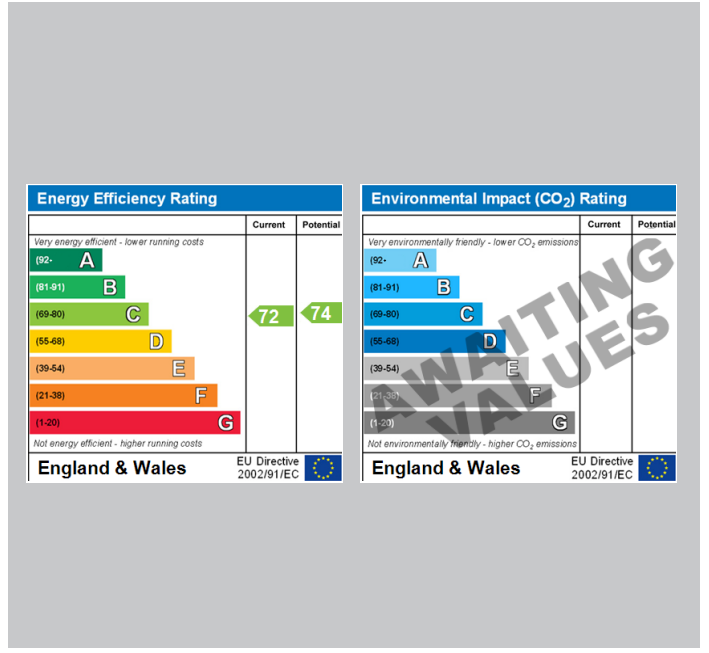 Energy Efficiency Rating
Current Potential
Very energy efficient - lower running costs
(92- A
(81-91) B
(69-80) C
72 74
(55-68) D
(39-54) E
(21-38) F
(1-20) G
Not energy efficient - higher running costs
England & Wales
EU Directive
2002/91/EC
Environmental Impact (CO2) Rating
Current Potential
Very environmentally friendly - lower CO2 emissions
(92- A
(81-91) B
(69-80) C
(55-68) D
(39-54) E
(21-38) F
(1-20) G
AWAITING
VALUES
Not environmentally friendly - higher CO2 emissions
England & Wales
EU Directive
2002/91/EC